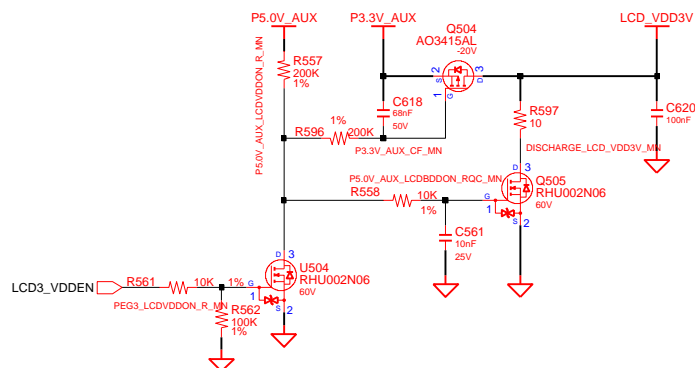 P5.0V_AUX
P3.3V_AUX
LCD_VDD3V
Q504
AO3415AL
-20V
R557
200K
1%
P5.0V_AUX_LCDVDDON_R_MN
2
S
D
3
1
G
C618
68nF
50V
R597
10
C620
100nF
R596
1%
200K
P3.3V_AUX_CF_MN
DISCHARGE_LCD_VDD3V_MN
P5.0V_AUX_LCDBDDON_RQC_MN
R558
10K
1%
D
3
Q505
RHU002N06
60V
G
1
S
2
C561
10nF
25V
D
3
U504
RHU002N06
60V
G
1
S
2
LCD3_VDDEN
R561
10K
1%
PEG3_LCDVDDON_R_MN
R562
100K
1%